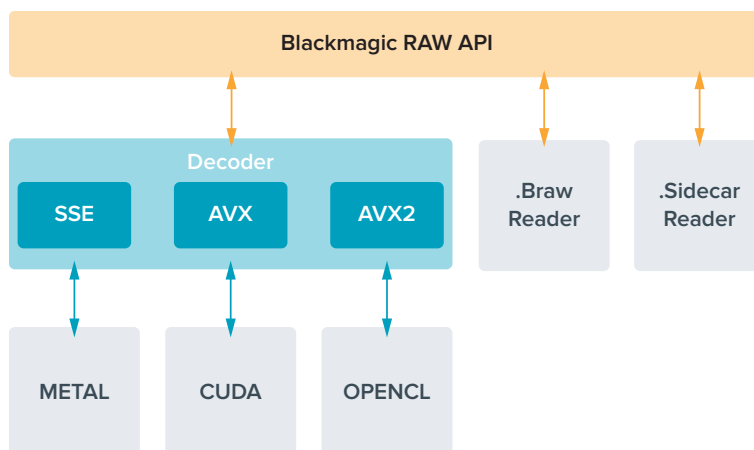 Blackmagic RAW API
Decoder
SSE
AVX
AVX2
.Braw
Reader
.Sidecar
Reader
METAL
CUDA
OPENCL